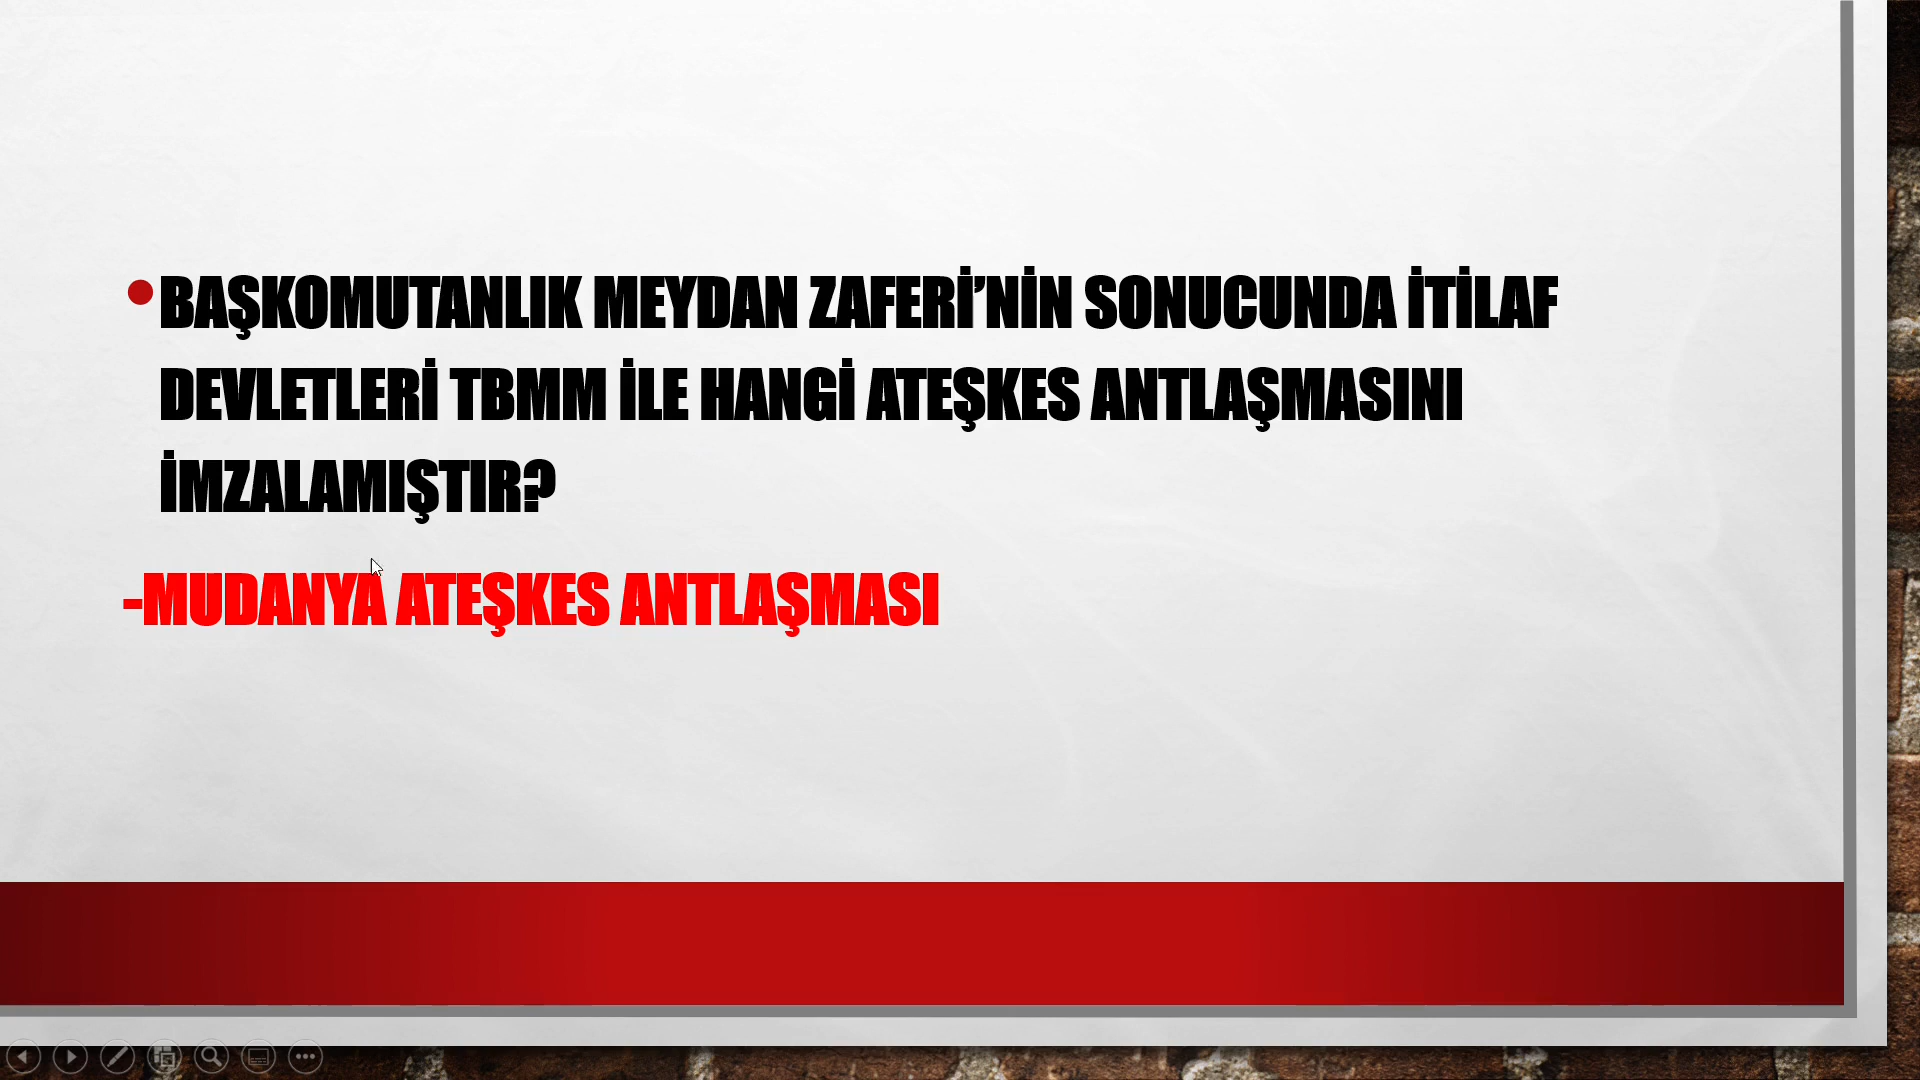 • BAŞKOMUTANLIK MEYDAN ZAFERİ’NİN SONUCUNDA İTİLAF
DEVLETLERİ TBMM İLE HANGİ ATEŞKES ANTLAŞMASINI
İMZALAMIŞTIR?
-MUDANYA ATEŞKES ANTLAŞMASI